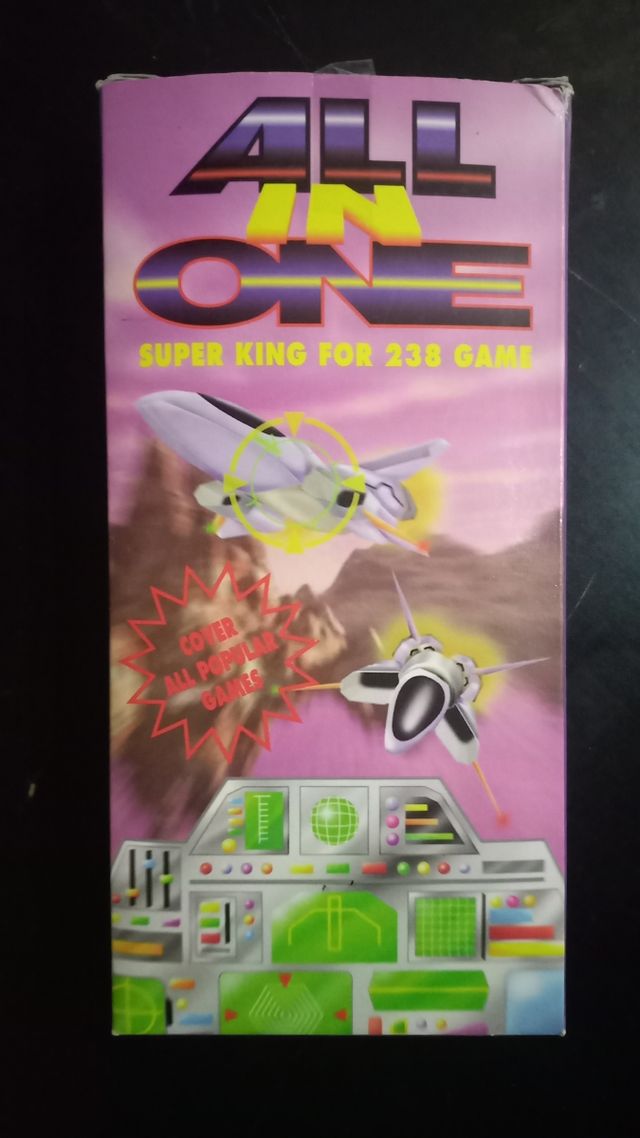 ALL
IN
ONE
SUPER KING FOR 238 GAME
COVER
ALL POPULAR
GAMES